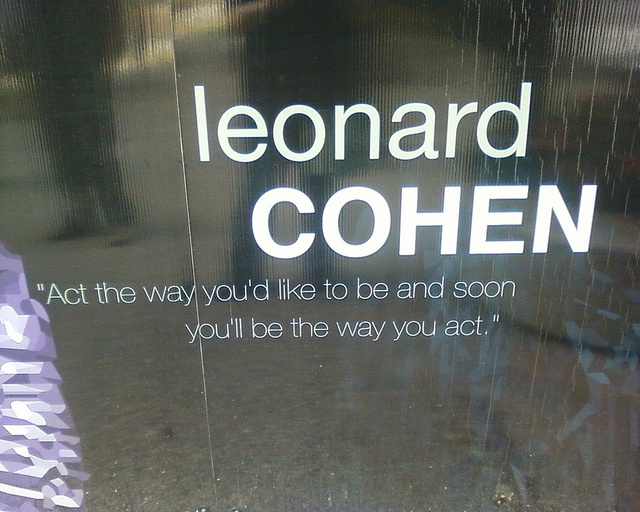 leonard
COHEN
"Act the way you'd like to be and soon
you'll be the way you act."